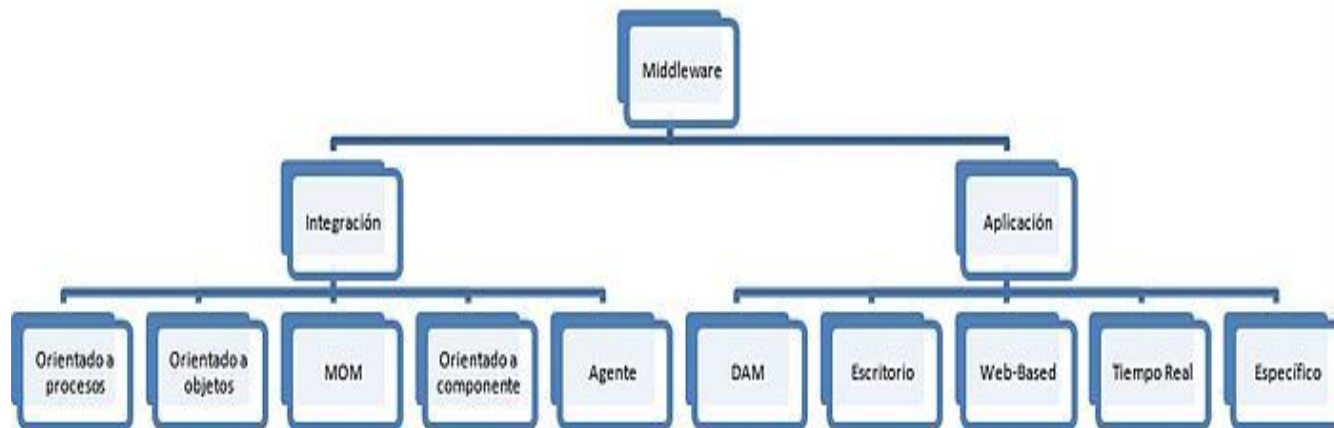 Middleware
Integración
Aplicación
Orientado a
procesos
Orientado a
objetos
MOM
Orientado a
componente
Agente
DAM
Escritorio
Web-Based
Tiempo Real
Específico